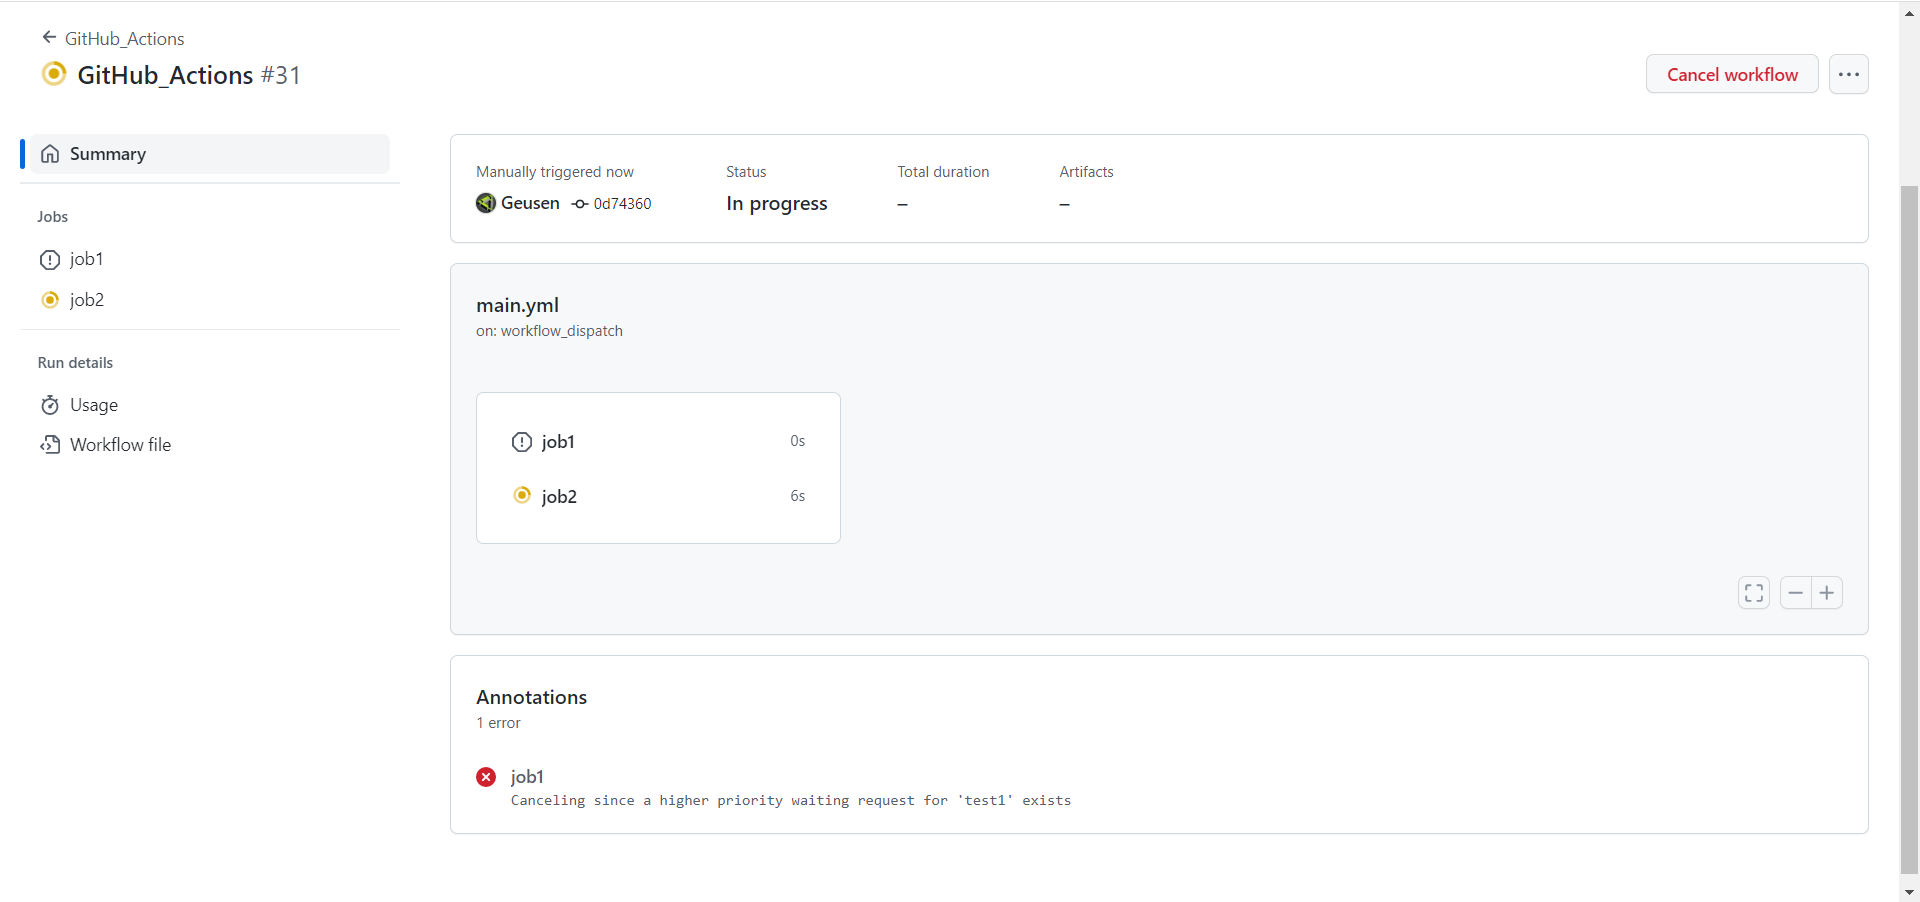 GitHub_Actions
GitHub_Actions #31
Cancel workflow
Summary
Jobs
job1
job2
Run details
Usage
Workflow file
Manually triggered now
Geusen 0d74360
Status
In progress
Total duration
–
Artifacts
–
main.yml
on: workflow_dispatch
job1 0s
job2 6s
Annotations
1 error
job1
Canceling since a higher priority waiting request for 'test1' exists